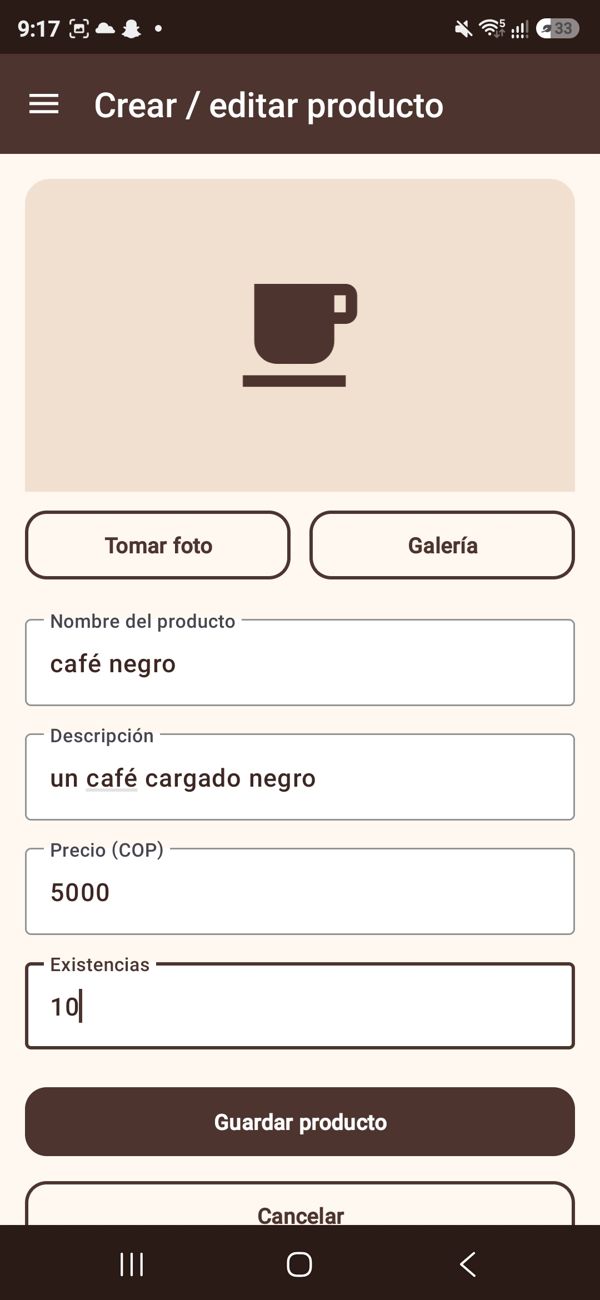 9:17
5
33
Crear / editar producto
Tomar foto
Galería
Nombre del producto
café negro
Descripción
un café cargado negro
Precio (COP)
5000
Existencias
10
Guardar producto
Cancelar